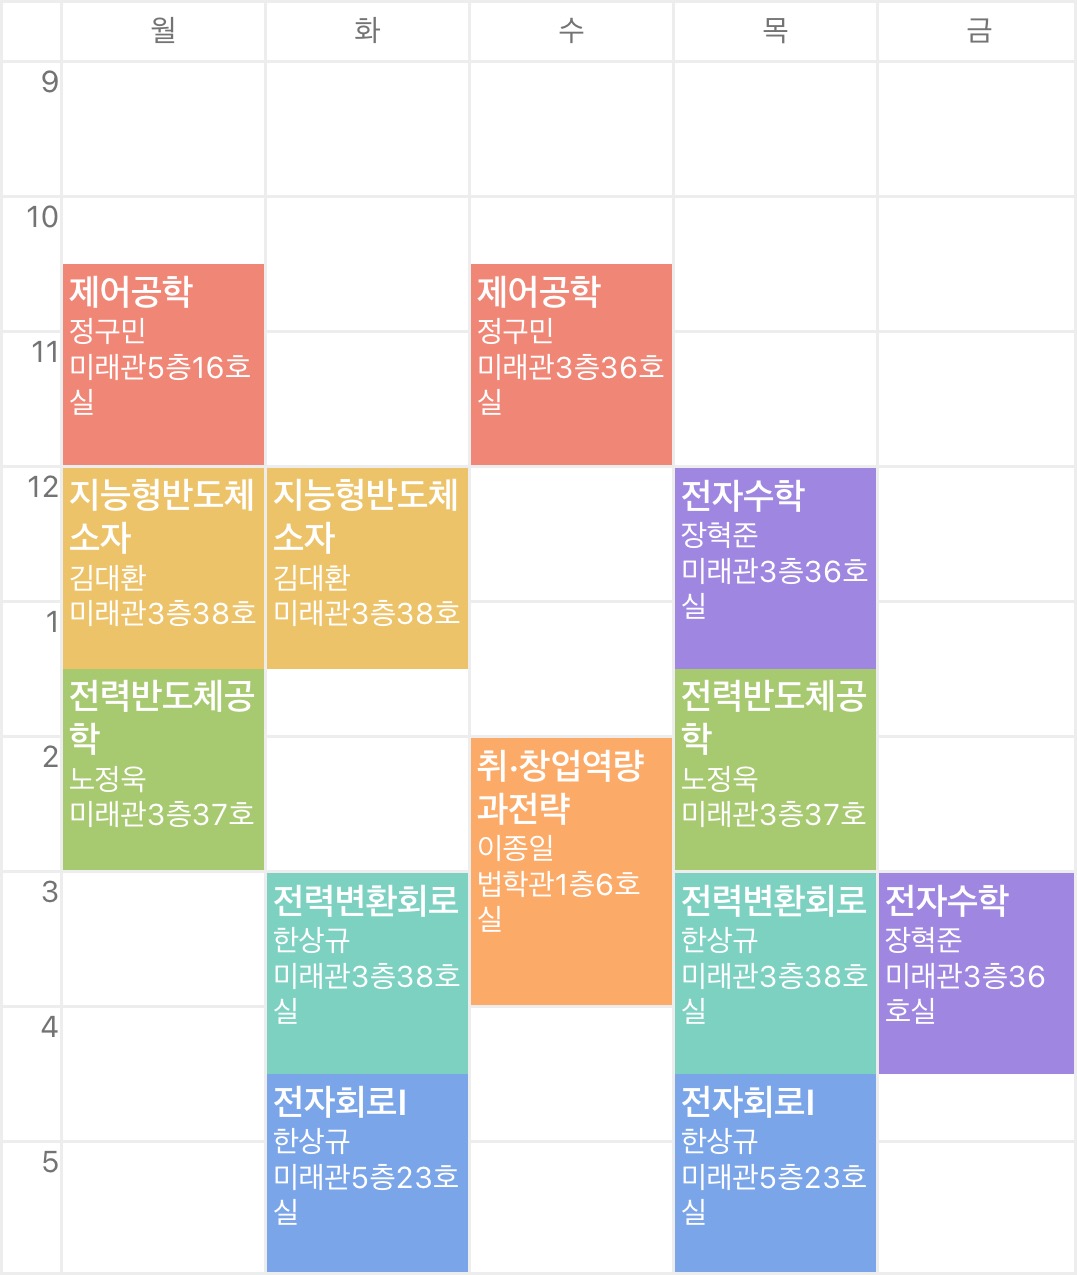 월 화 수 목 금
9
10
제어공학
정구민
미래관5층16호
실
제어공학
정구민
미래관3층36호
실
11
12
지능형반도체
소자
김대환
미래관3층38호
지능형반도체
소자
김대환
미래관3층38호
전자수학
장혁준
미래관3층36호
실
1
전력반도체공
학
노정욱
미래관3층37호
전력반도체공
학
노정욱
미래관3층37호
2
취·창업역량
과전략
이종일
법학관1층6호
실
3
전력변환회로
한상규
미래관3층38호
실
전력변환회로
한상규
미래관3층38호
실
전자수학
장혁준
미래관3층36
호실
4
전자회로I
한상규
미래관5층23호
실
전자회로I
한상규
미래관5층23호
실
5